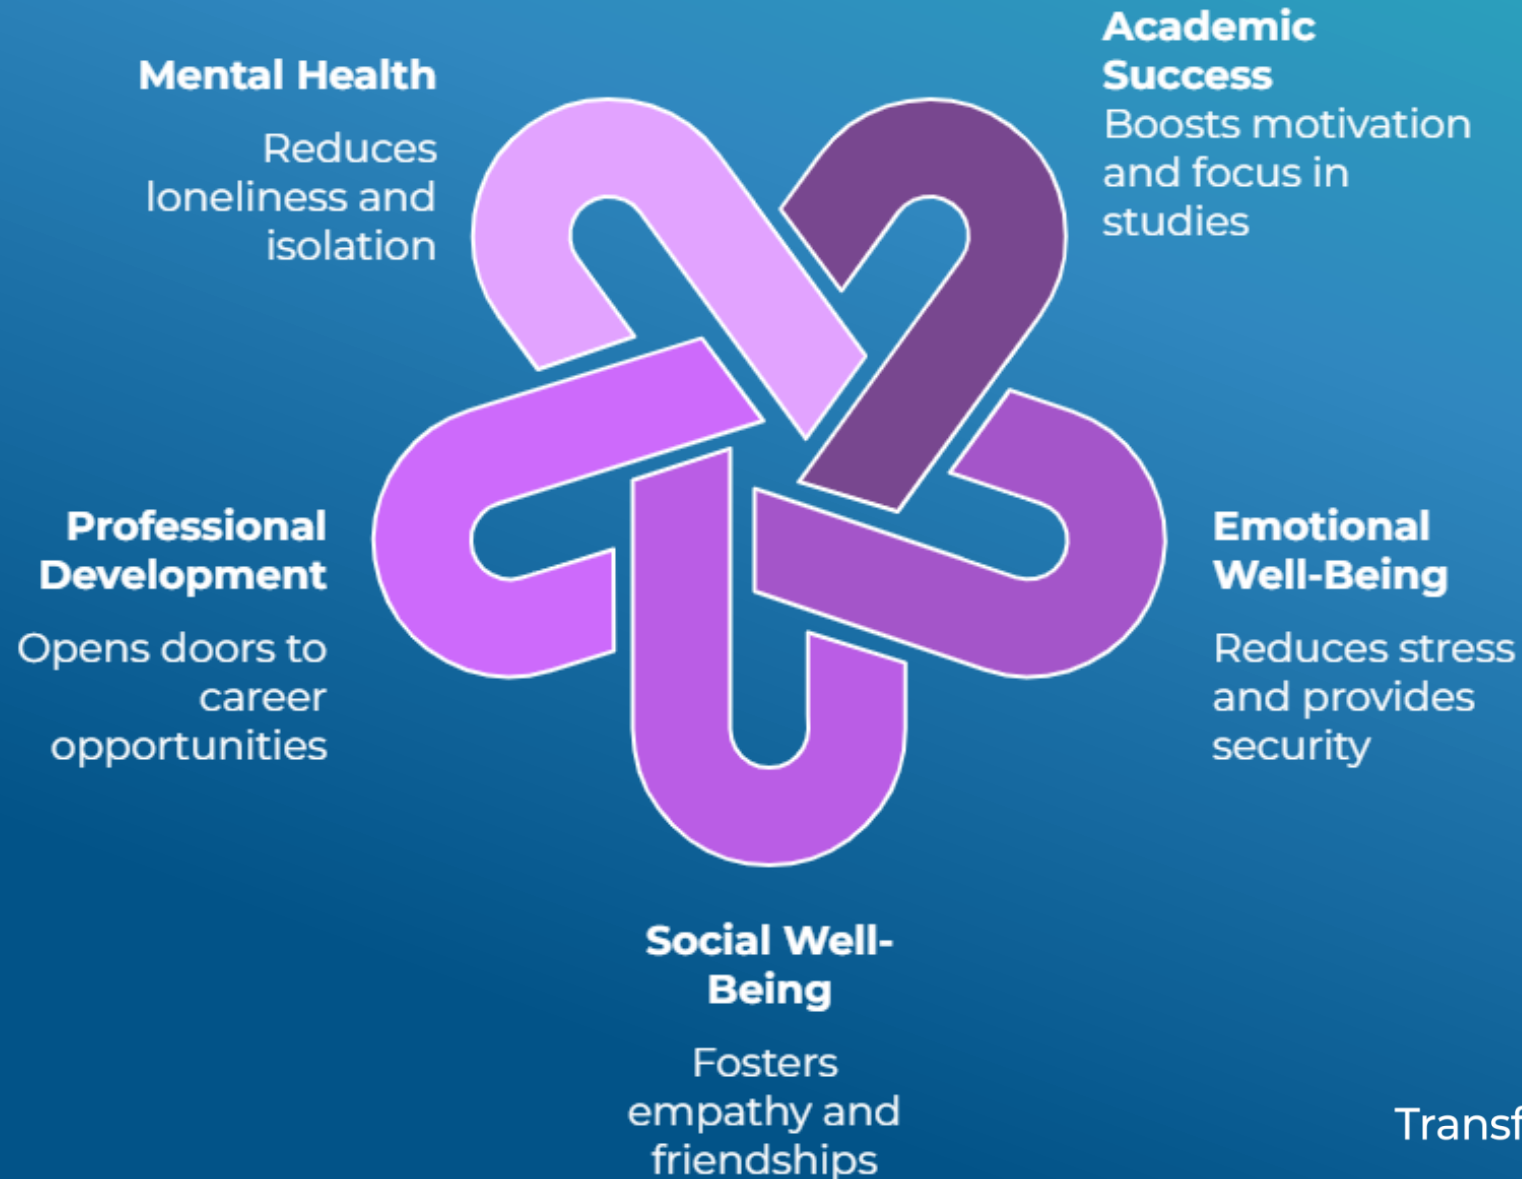 Mental Health
Reduces
loneliness and
isolation
Academic
Success
Boosts motivation
and focus in
studies
Professional
Development
Opens doors to
career
opportunities
Emotional
Well-Being
Reduces stress
and provides
security
Social Well-
Being
Fosters
empathy and
friendships